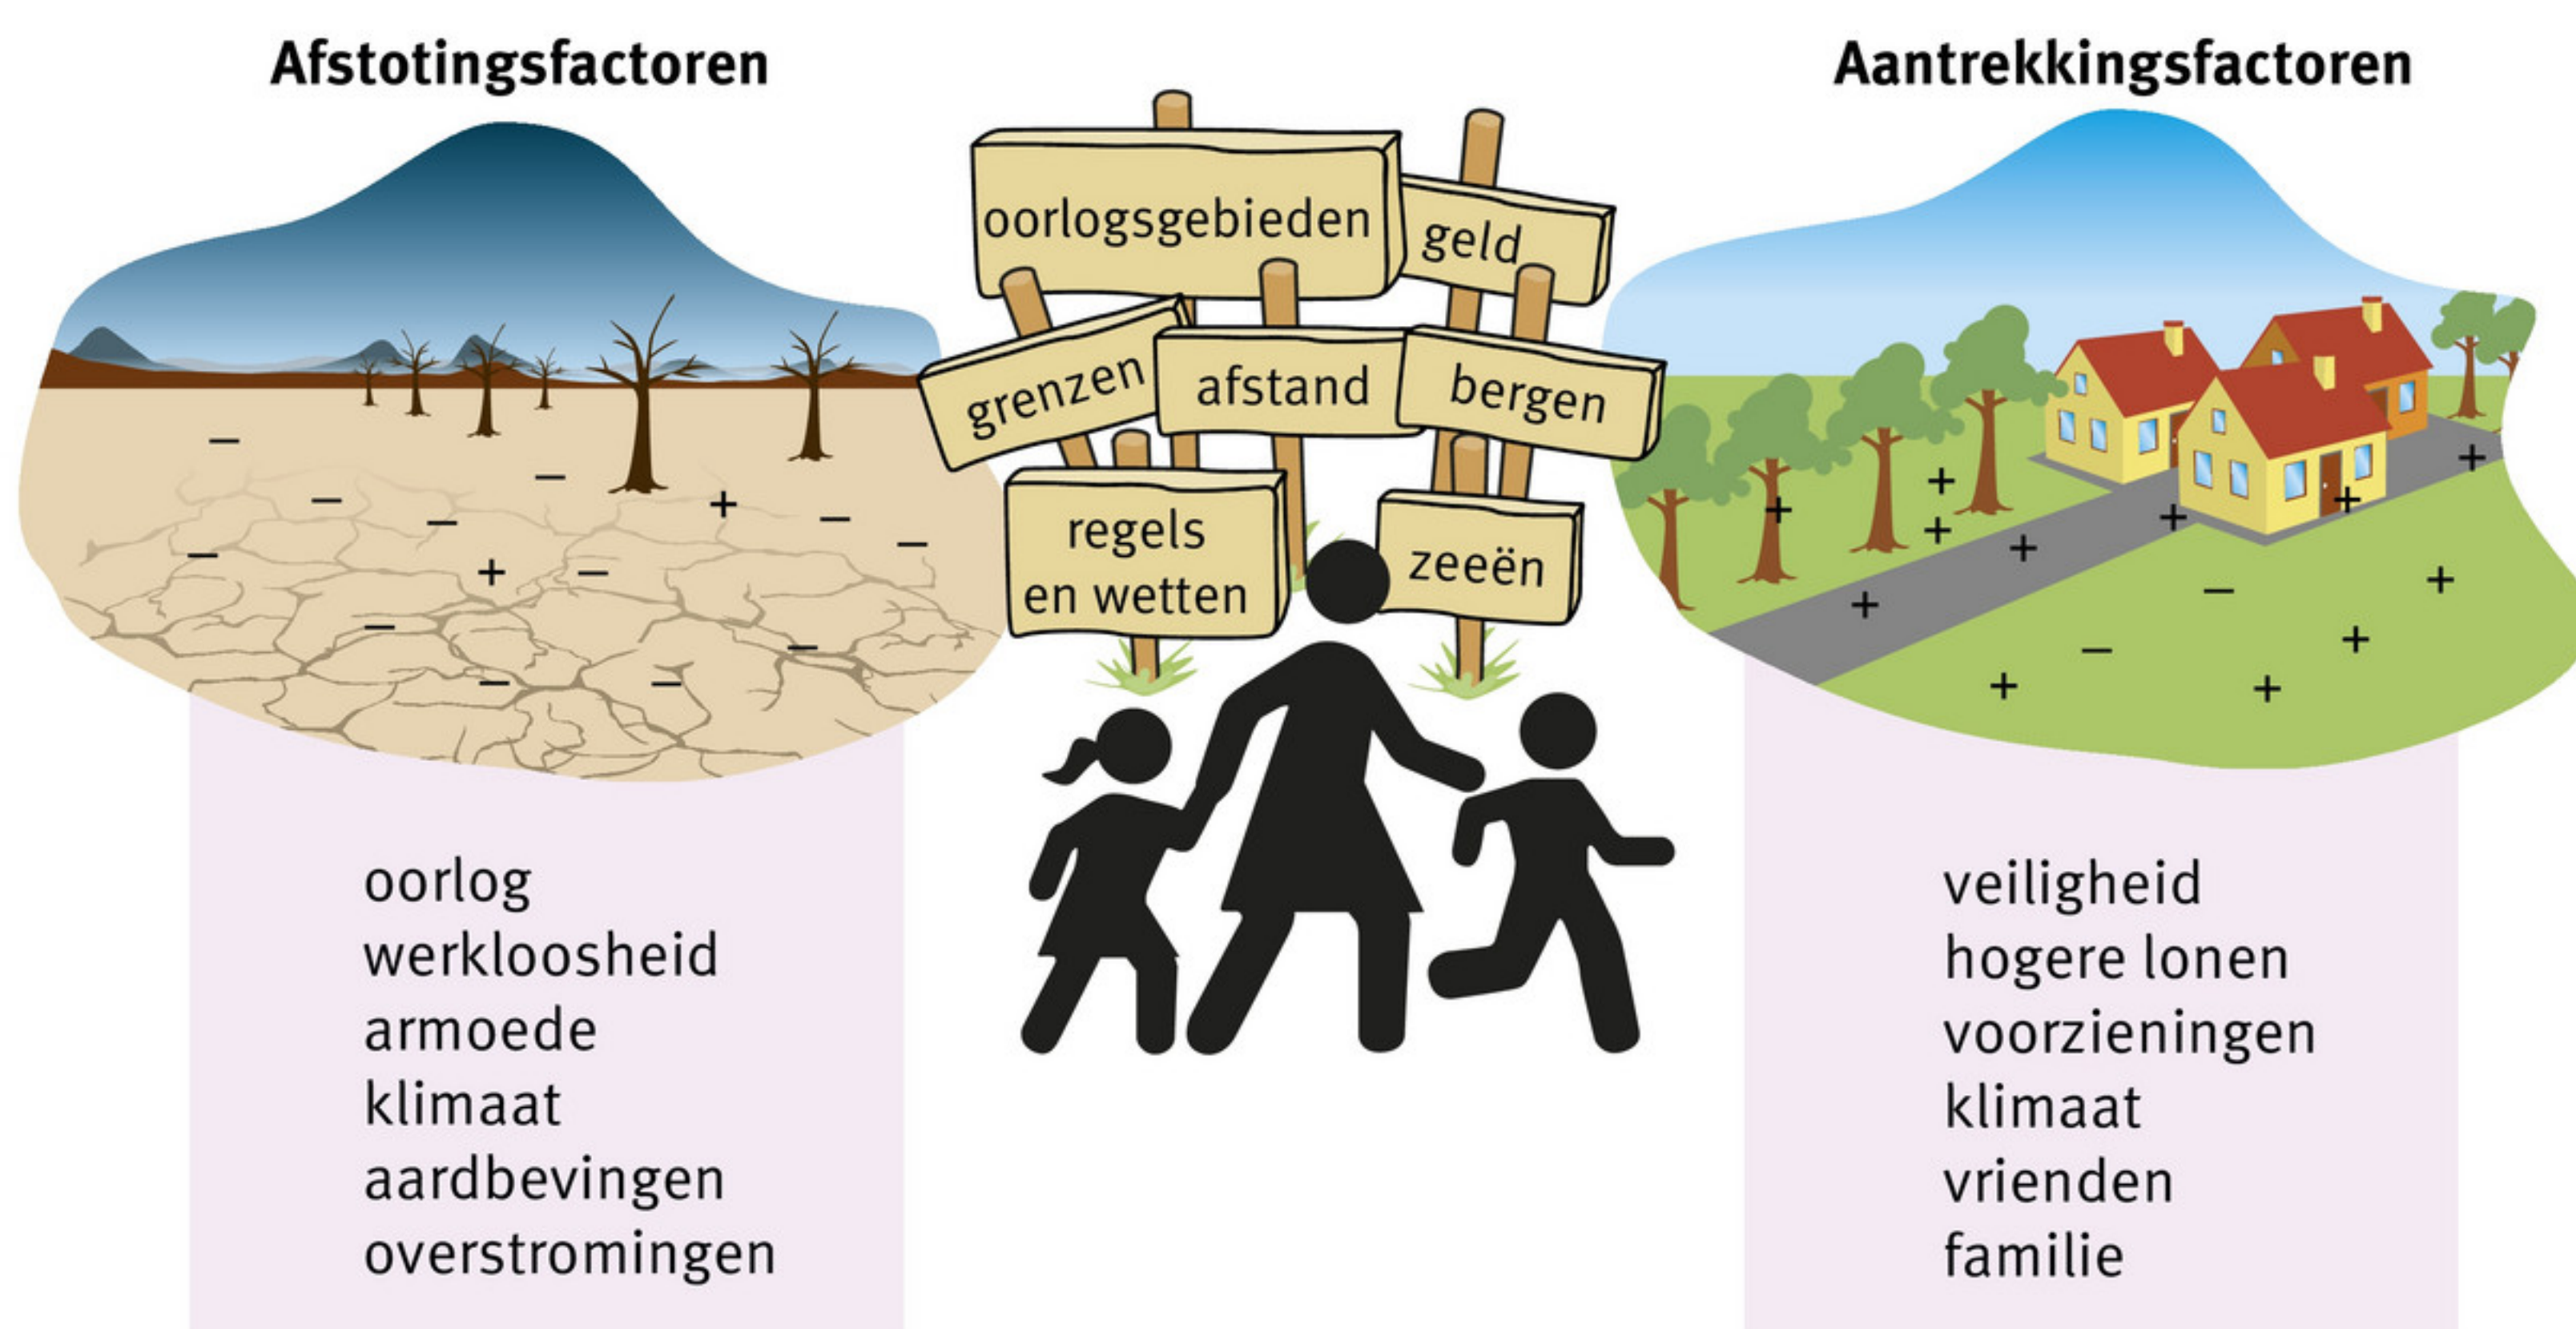 Afstotingsfactoren
Aantrekkingsfactoren
oorlogsgebieden
geld
grenzen
afstand
bergen
regels
en wetten
zeeën
oorlog
werkloosheid
armoede
klimaat
aardbevingen
overstromingen
veiligheid
hogere lonen
voorzieningen
klimaat
vrienden
familie